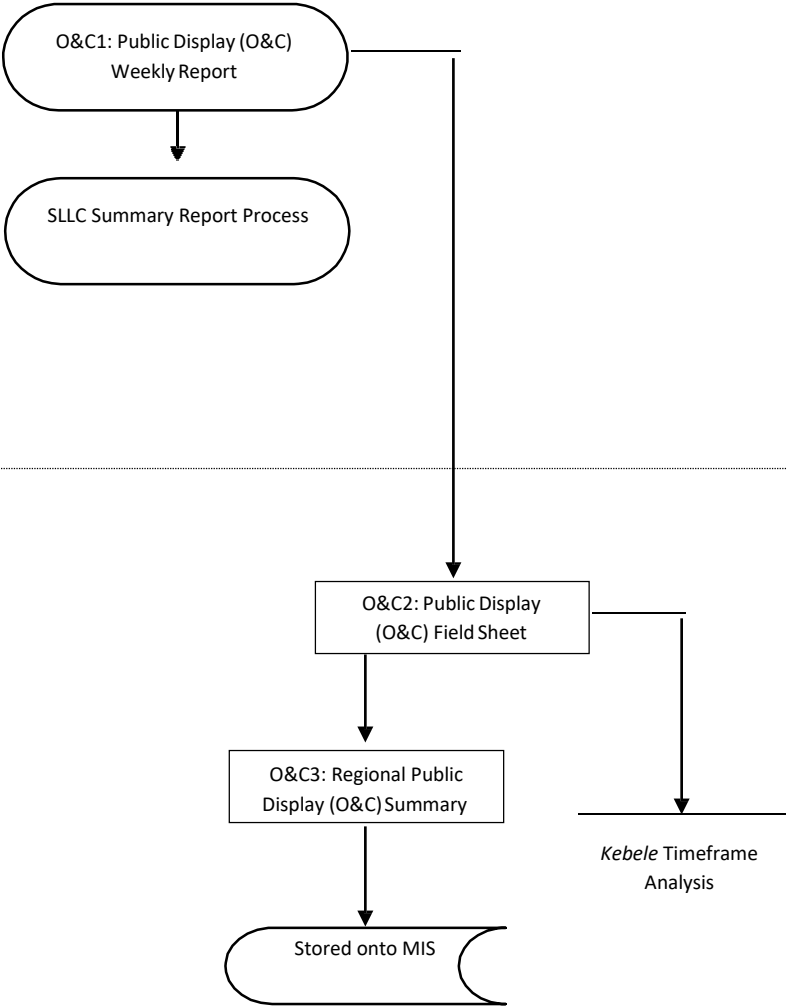 O&C1: Public Display (O&C)
Weekly Report
SLLC Summary Report Process
O&C2: Public Display
(O&C) Field Sheet
O&C3: Regional Public
Display (O&C) Summary
Kebele Timeframe
Analysis
Stored onto MIS